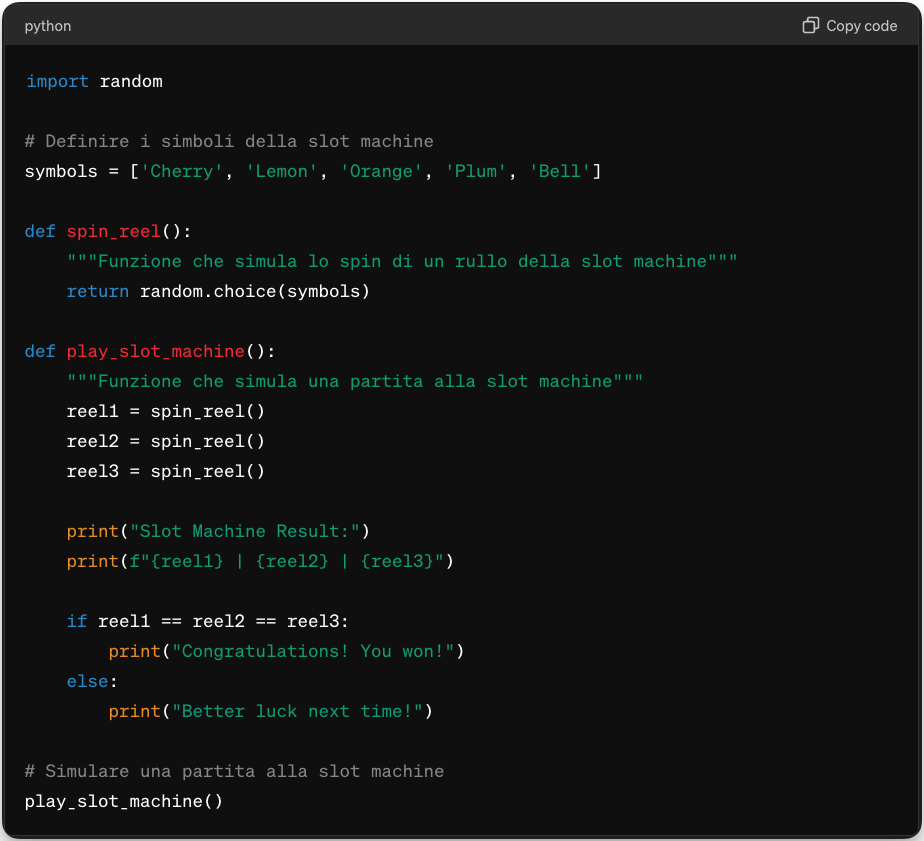 python
Copy code
import random
# Definire i simboli della slot machine
symbols = ['Cherry', 'Lemon', 'Orange', 'Plum', 'Bell']
def spin_reel():
    """Funzione che simula lo spin di un rullo della slot machine"""
    return random.choice(symbols)
def play_slot_machine():
    """Funzione che simula una partita alla slot machine"""
    reel1 = spin_reel()
    reel2 = spin_reel()
    reel3 = spin_reel()
    print("Slot Machine Result:")
    print(f"{reel1} | {reel2} | {reel3}")
    if reel1 == reel2 == reel3:
        print("Congratulations! You won!")
    else:
        print("Better luck next time!")
# Simulare una partita alla slot machine
play_slot_machine()